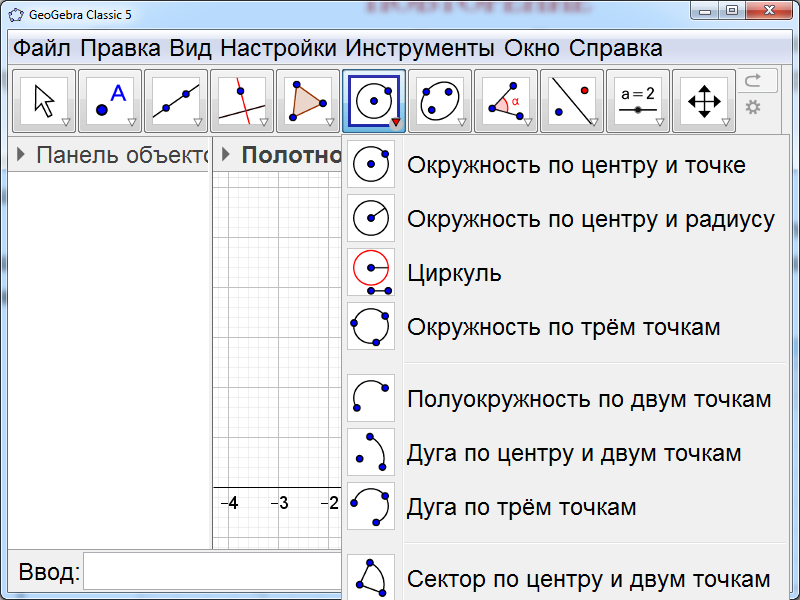 GeoGebra Classic 5
Файл Правка Вид Настройки Инструменты Окно Справка
A
α
a = 2
Панель объекто
Полотно
Окружность по центру и точке
Окружность по центру и радиусу
Циркуль
Окружность по трём точкам
Полуокружность по двум точкам
Дуга по центру и двум точкам
Дуга по трём точкам
Сектор по центру и двум точкам
−4 −3 −2
Ввод: